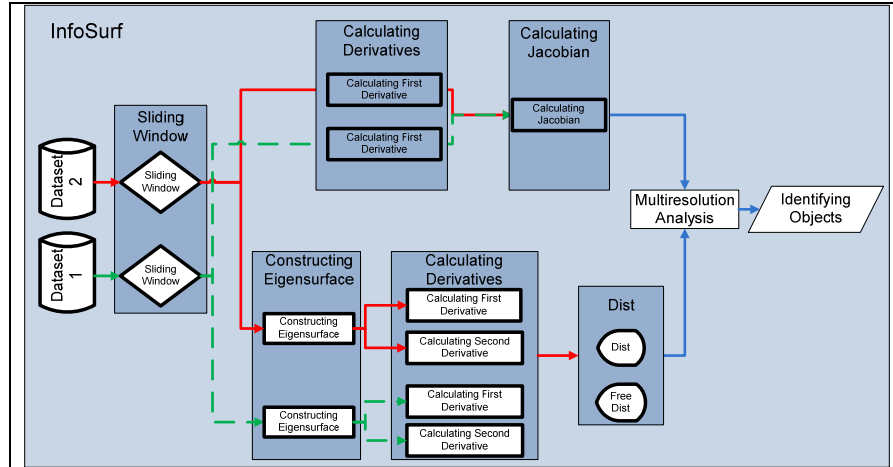 InfoSurf
Calculating
Derivatives
Calculating First
Derivative
Calculating First
Derivative
Calculating
Jacobian
Calculating
Jacobian
Sliding
Window
Sliding
Window
Sliding
Window
Dataset
2
Dataset
1
Multiresolution
Analysis
Identifying
Objects
Constructing
Eigensurface
Constructing
Eigensurface
Constructing
Eigensurface
Calculating
Derivatives
Calculating First
Derivative
Calculating Second
Derivative
Calculating First
Derivative
Calculating Second
Derivative
Dist
Dist
Free
Dist